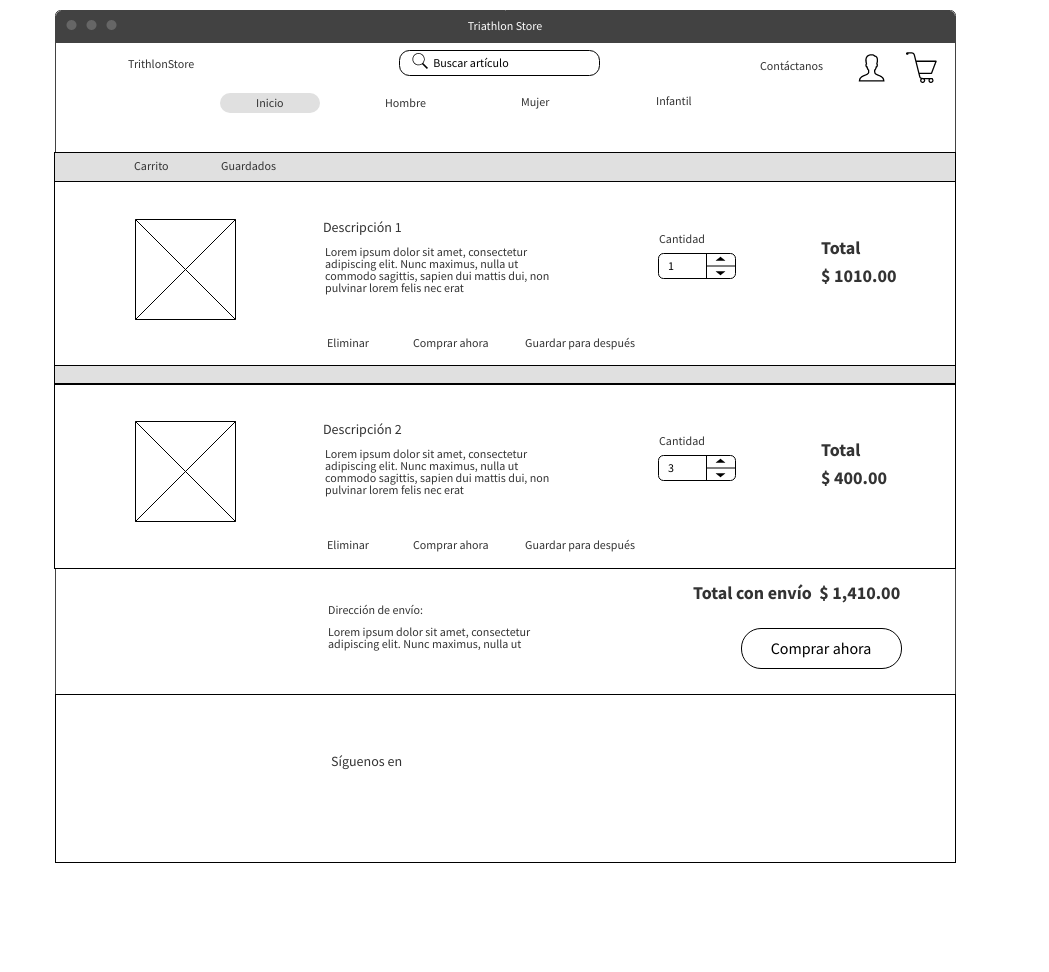 Triathlon Store
TrithlonStore
Buscar artículo
Contáctanos
Inicio
Hombre
Mujer
Infantil
Carrito
Guardados
Descripción 1
Lorem ipsum dolor sit amet, consectetur
adipiscing elit. Nunc maximus, nulla ut
commodo sagittis, sapien dui mattis dui, non
pulvinar lorem felis nec erat
Cantidad
1
Total
$ 1010.00
Eliminar
Comprar ahora
Guardar para después
Descripción 2
Lorem ipsum dolor sit amet, consectetur
adipiscing elit. Nunc maximus, nulla ut
commodo sagittis, sapien dui mattis dui, non
pulvinar lorem felis nec erat
Cantidad
3
Total
$ 400.00
Eliminar
Comprar ahora
Guardar para después
Total con envío $ 1,410.00
Dirección de envío:
Lorem ipsum dolor sit amet, consectetur
adipiscing elit. Nunc maximus, nulla ut
Comprar ahora
Síguenos en